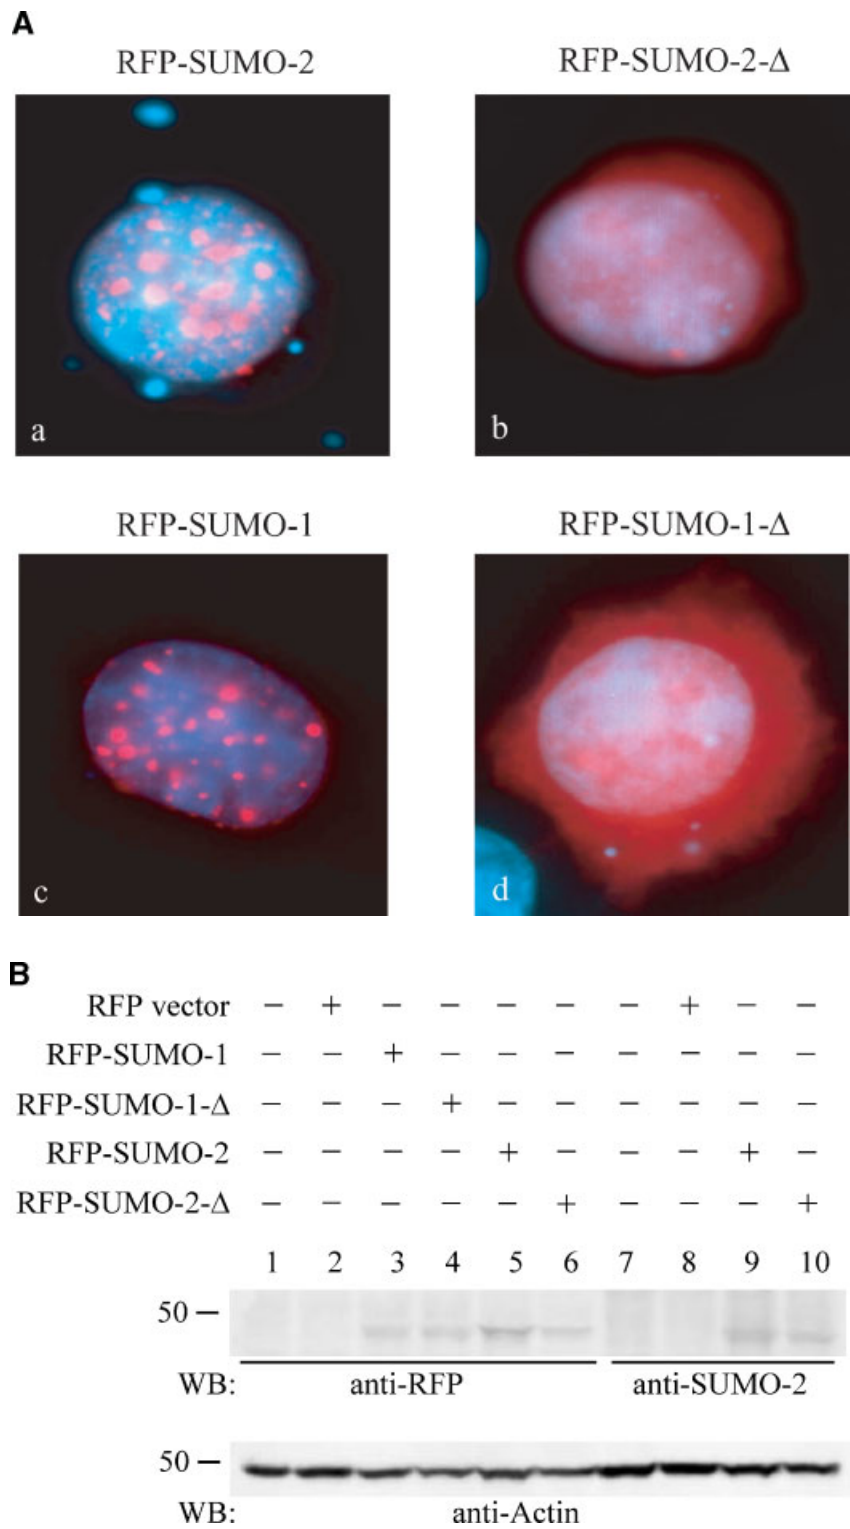 A
RFP-SUMO-2
RFP-SUMO-2-Δ
a
b
RFP-SUMO-1
RFP-SUMO-1-Δ
c
d
B
RFP vector − + − − − − − + − −
RFP-SUMO-1 − − + − − − − − − −
RFP-SUMO-1-Δ − − − + − − − − − −
RFP-SUMO-2 − − − − + − − − + −
RFP-SUMO-2-Δ − − − − − + − − − +
1 2 3 4 5 6 7 8 9 10
50 —
WB: anti-RFP anti-SUMO-2
50 —
WB: anti-Actin